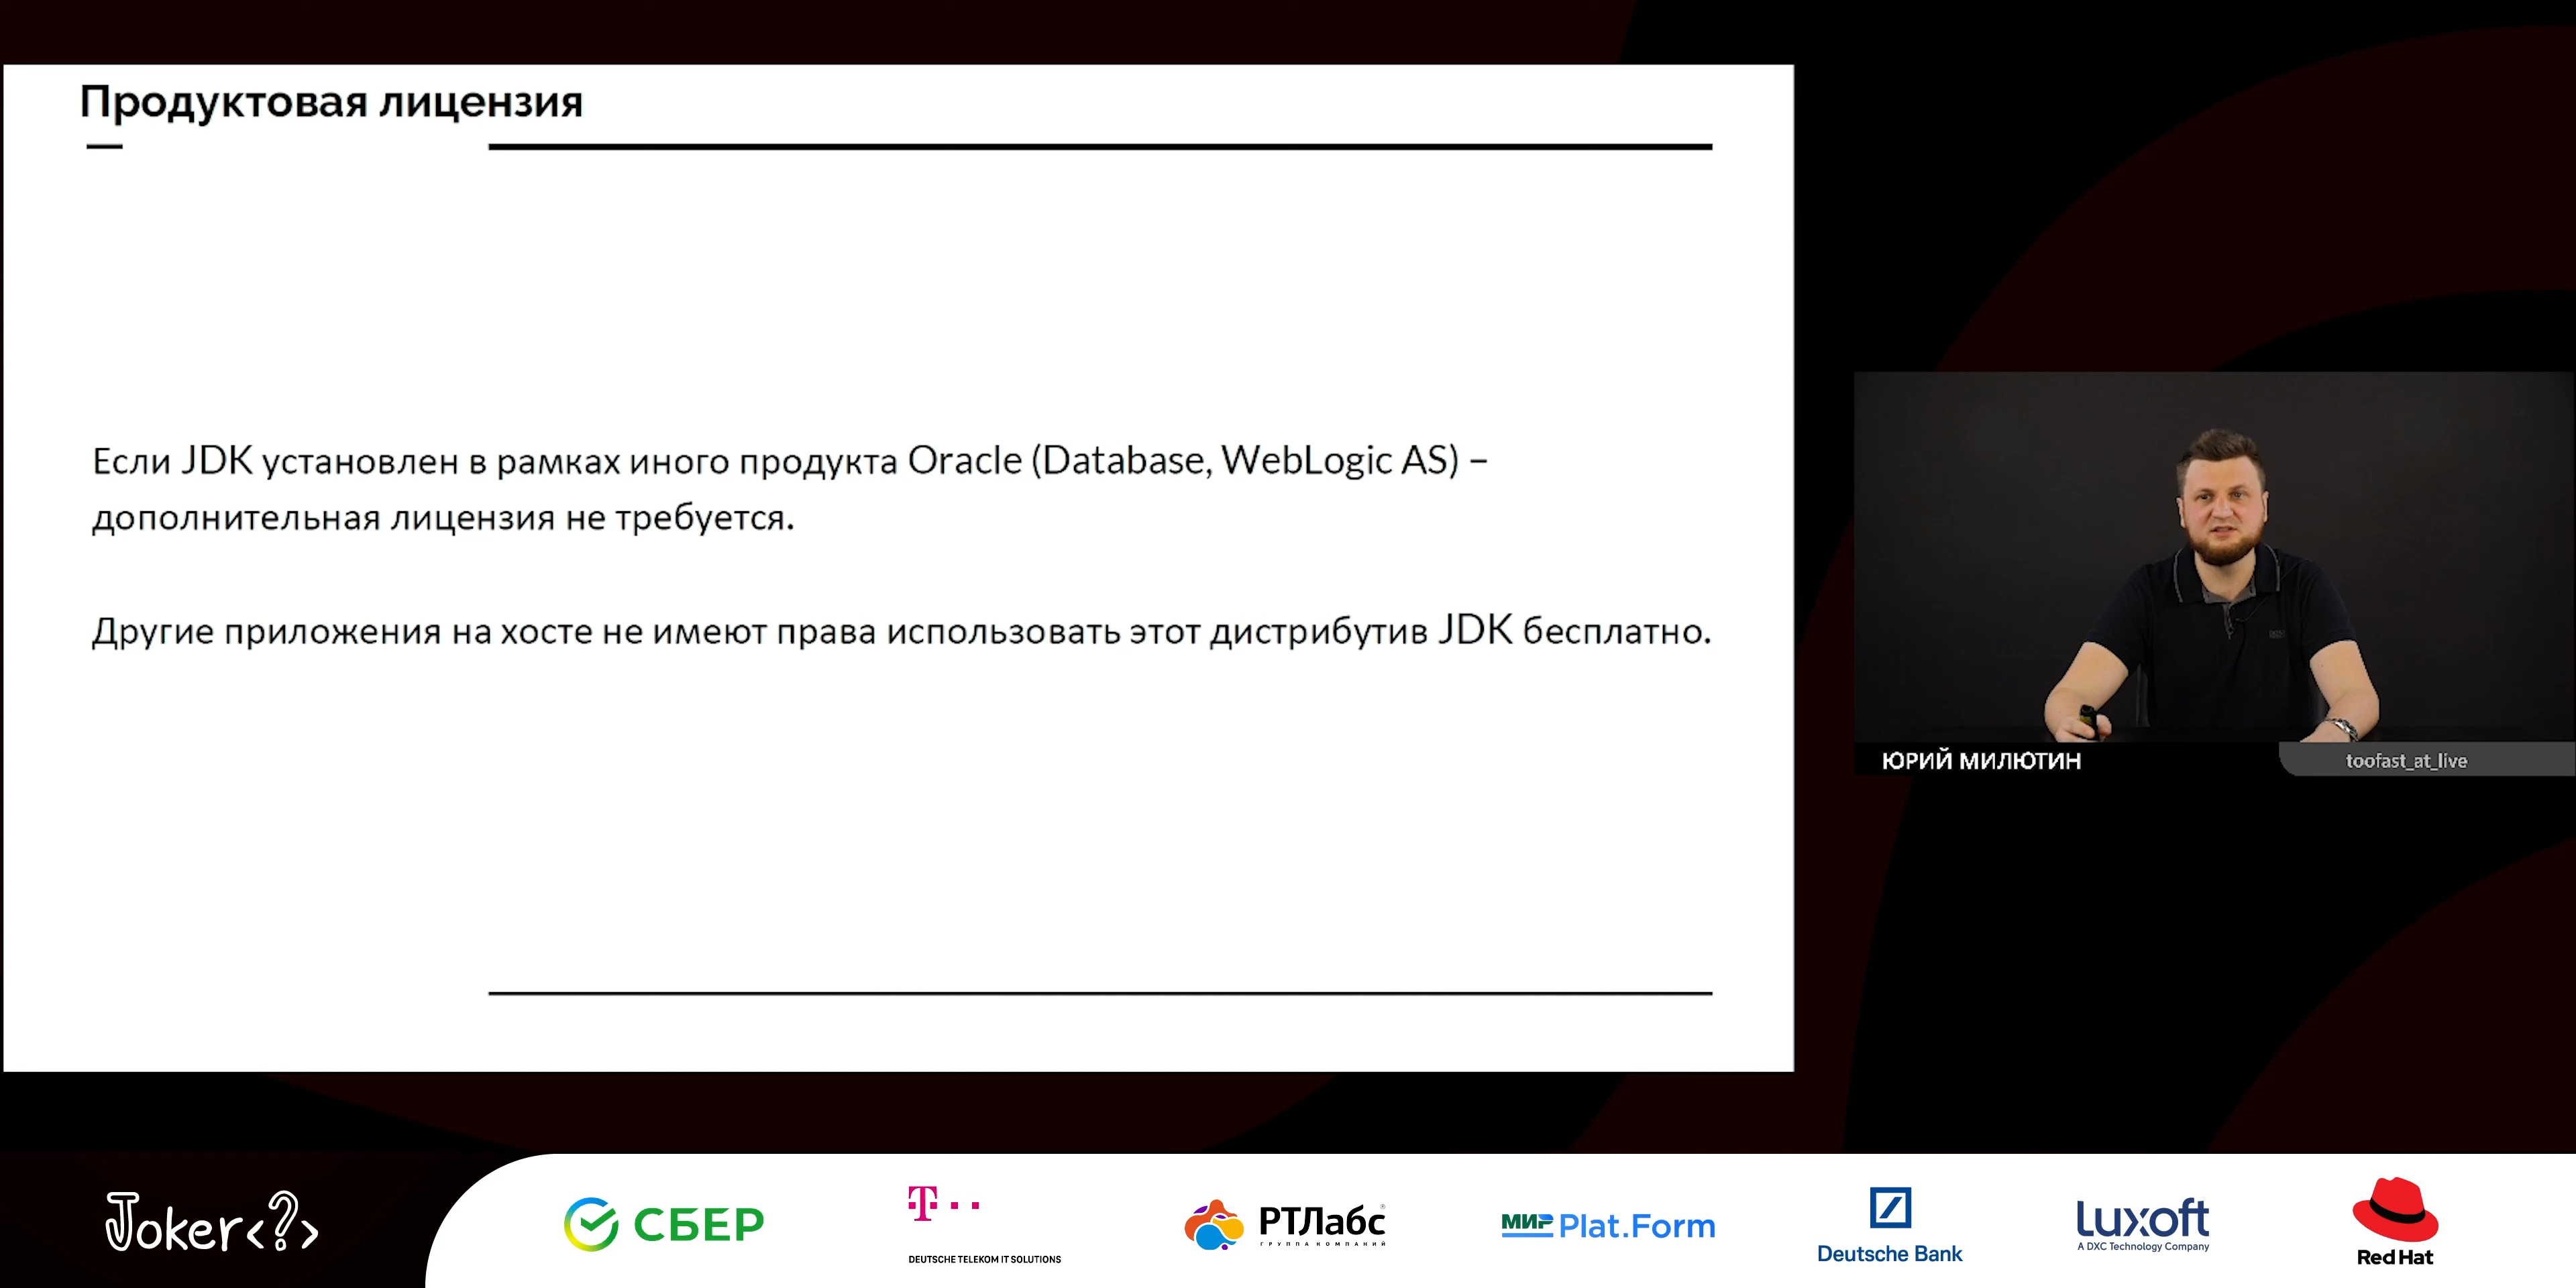 Продуктовая лицензия
Если JDK установлен в рамках иного продукта Oracle (Database, WebLogic AS) –
дополнительная лицензия не требуется.
Другие приложения на хосте не имеют права использовать этот дистрибутив JDK бесплатно.
ЮРИЙ МИЛЮТИН
toofast_at_live
Joker<?>
СБЕР
T
DEUTSCHE TELEKOM IT SOLUTIONS
РТЛабс
ГРУППА КОМПАНИЙ
МИР Plat.Form
Deutsche Bank
Luxoft
A DXC Technology Company
Red Hat